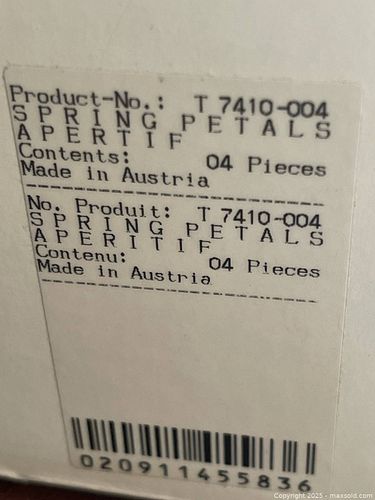 Product-No.: T 7410-004
SPRING PETALS
APERTIF
Contents: 04 Pieces
Made in Austria
No. Produit: T 7410-004
SPRING PETALS
APERITIF
Contenu: 04 Pieces
Made in Austria
020911455836
Copyright 2025 - maxsold.com